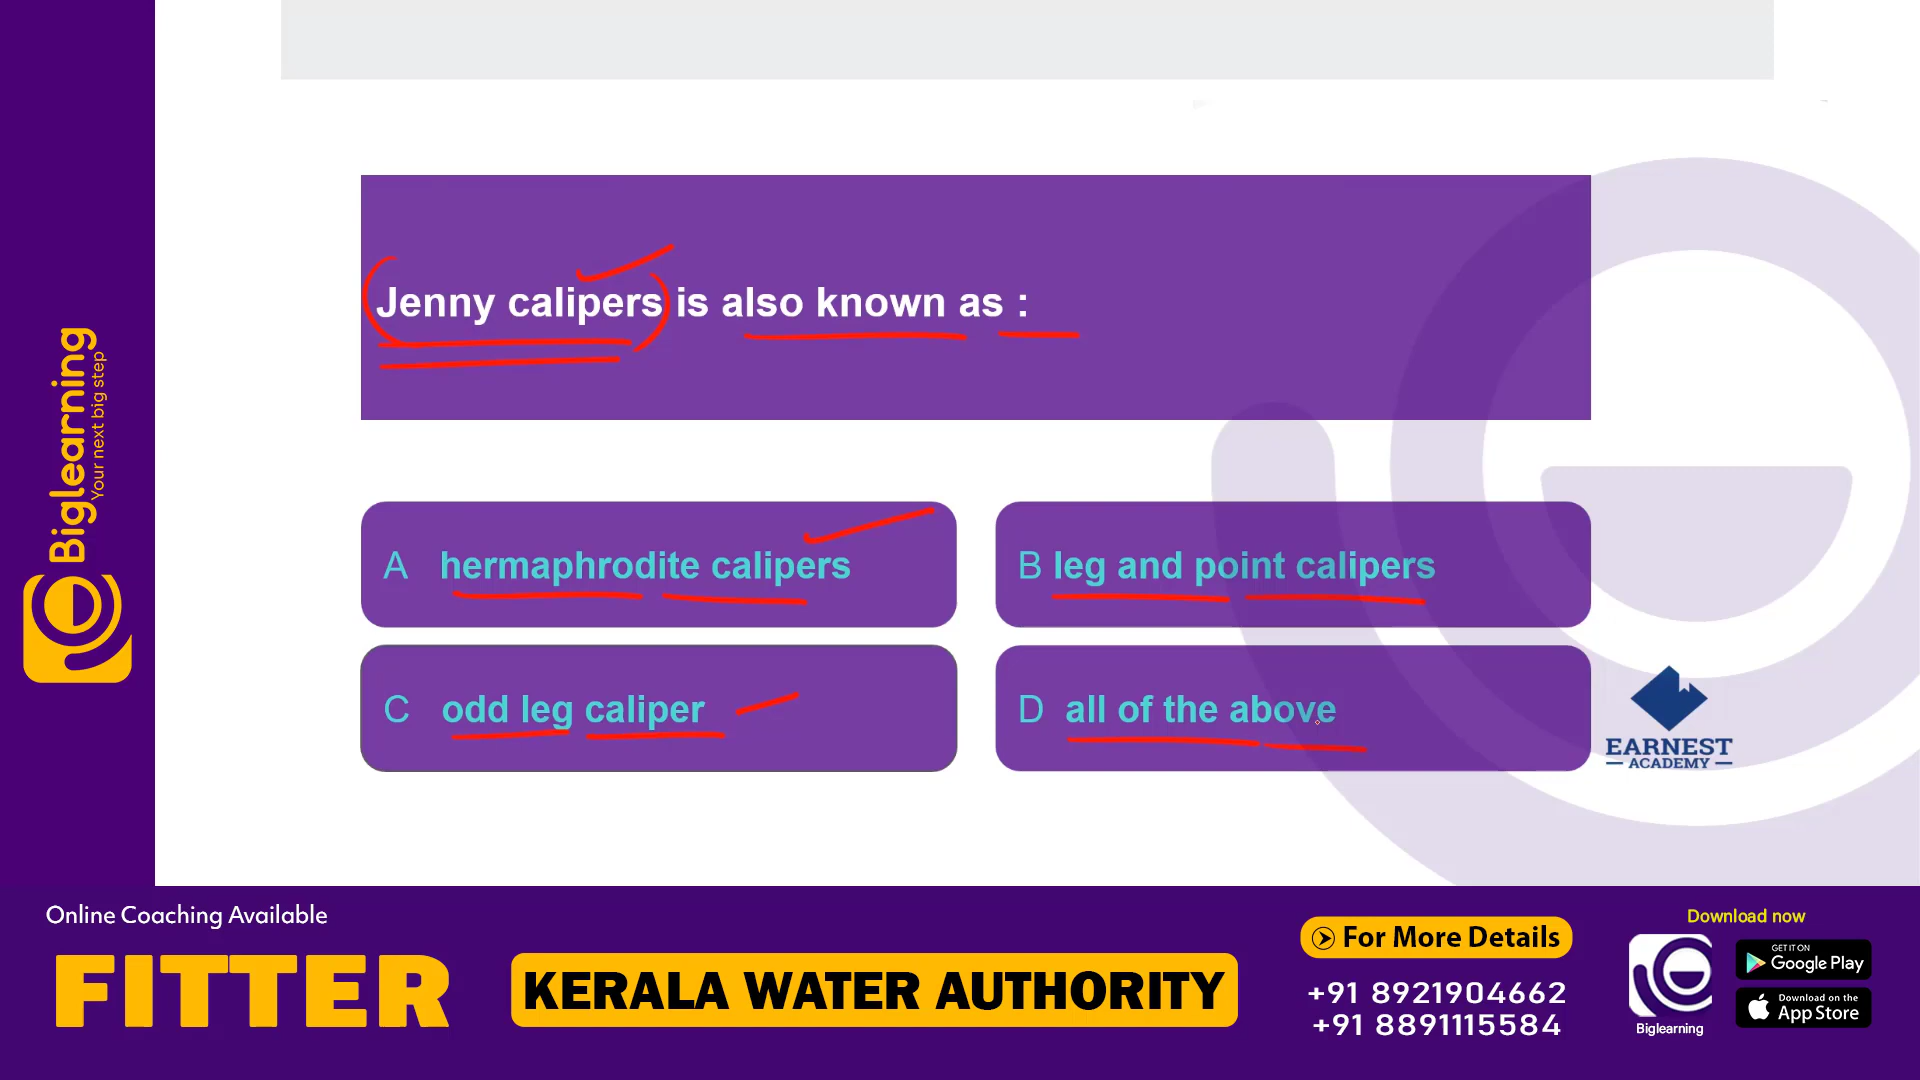 Biglearning
Your next big step
Jenny calipers is also known as :
A hermaphrodite calipers
B leg and point calipers
C odd leg caliper
D all of the above
EARNEST
ACADEMY
Online Coaching Available
FITTER
KERALA WATER AUTHORITY
For More Details
+91 8921904662
+91 8891115584
Download now
Biglearning
GET IT ON
Google Play
Download on the
App Store